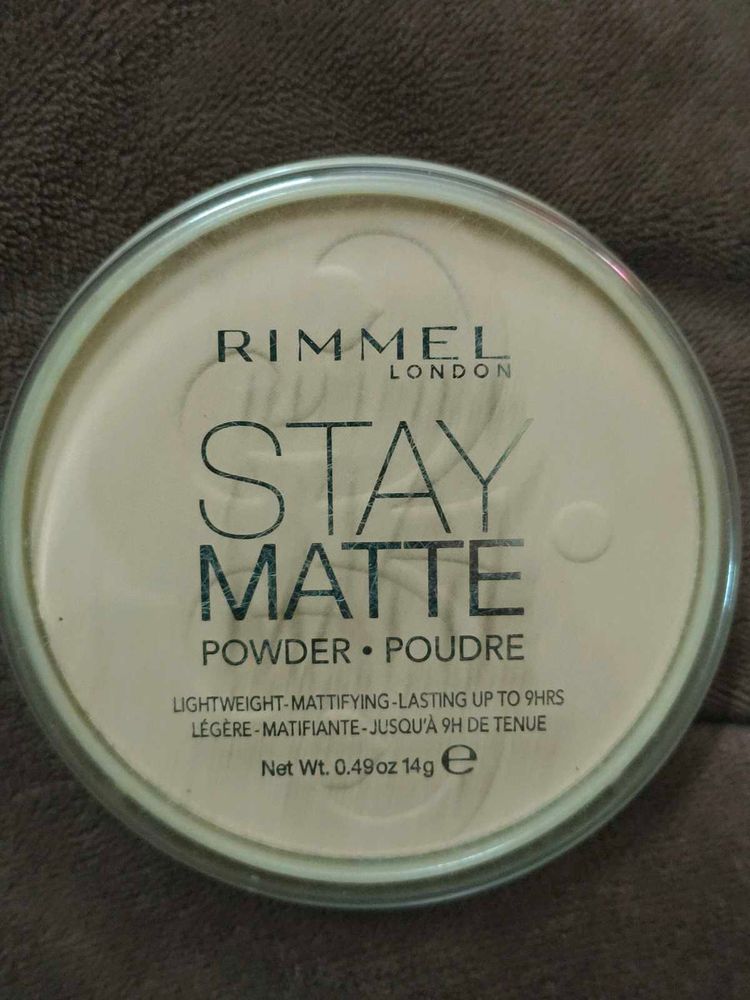 RIMMEL
LONDON
STAY
MATTE
POWDER • POUDRE
LIGHTWEIGHT-MATTIFYING-LASTING UP TO 9HRS
LÉGÈRE-MATIFIANTE-JUSQU'À 9H DE TENUE
Net Wt. 0.49oz 14g ℮